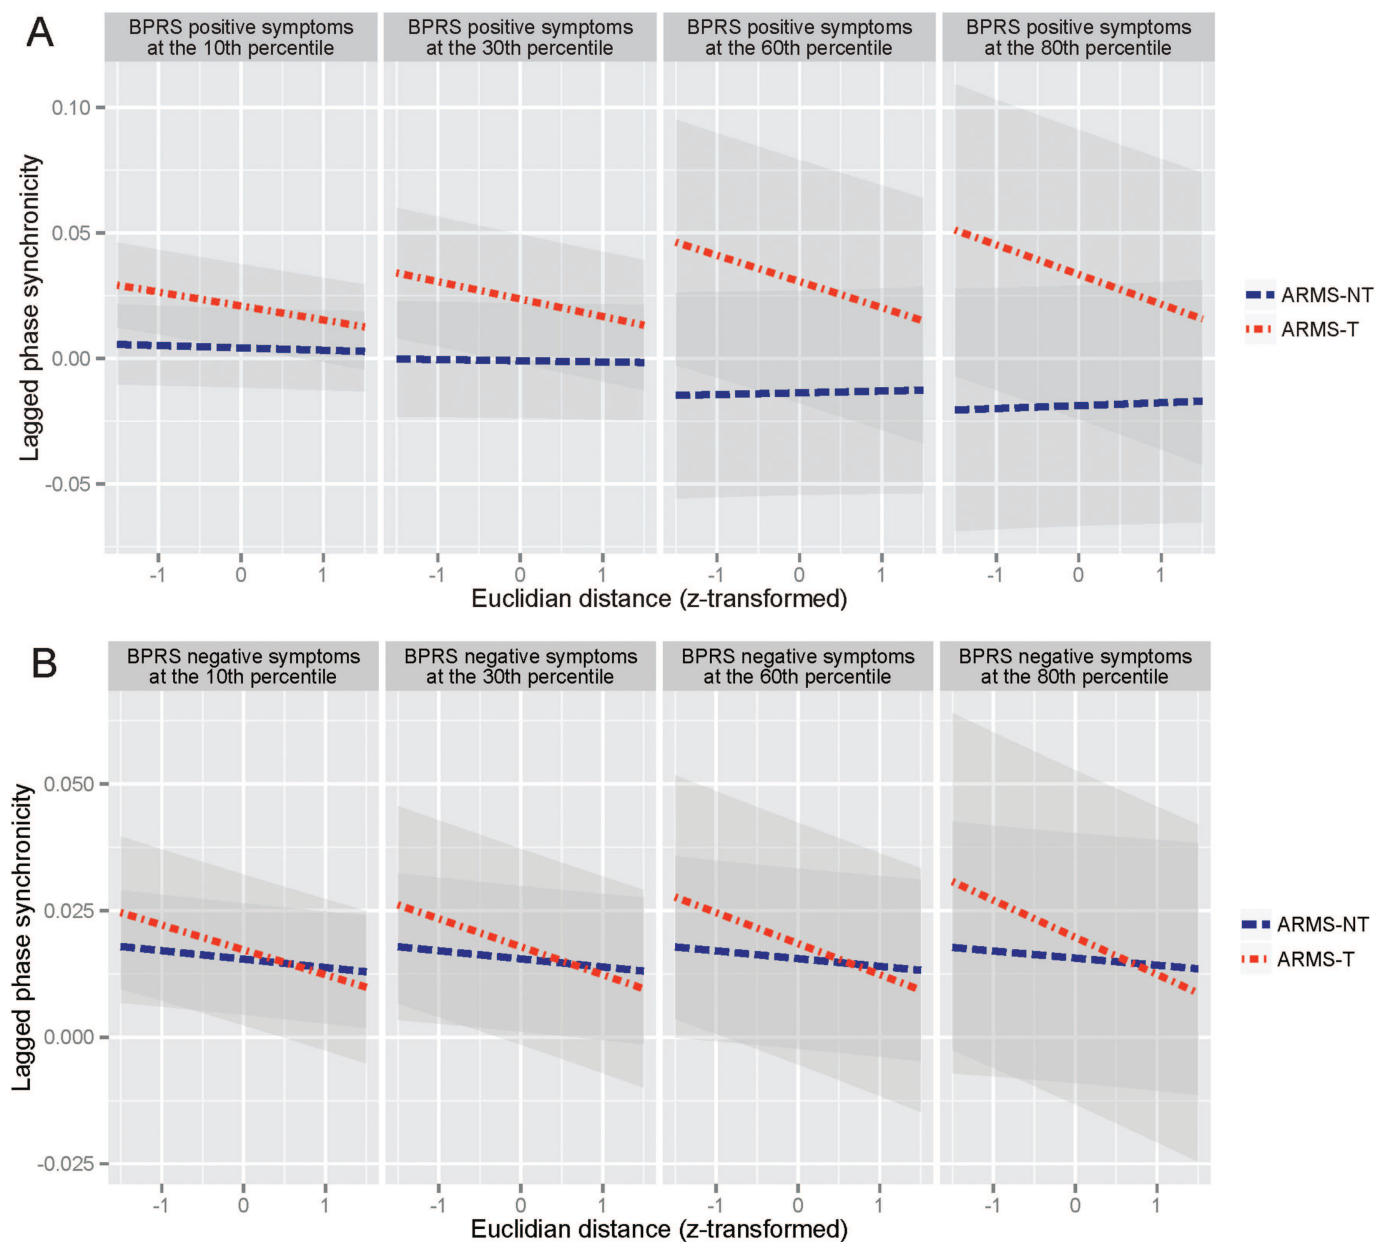 A
BPRS positive symptoms
at the 10th percentile
BPRS positive symptoms
at the 30th percentile
BPRS positive symptoms
at the 60th percentile
BPRS positive symptoms
at the 80th percentile
Lagged phase synchronicity
0.10
0.05
0.00
-0.05
-1 0 1 -1 0 1 -1 0 1 -1 0 1
Euclidian distance (z-transformed)
ARMS-NT
ARMS-T
B
BPRS negative symptoms
at the 10th percentile
BPRS negative symptoms
at the 30th percentile
BPRS negative symptoms
at the 60th percentile
BPRS negative symptoms
at the 80th percentile
Lagged phase synchronicity
0.050
0.025
0.000
-0.025
-1 0 1 -1 0 1 -1 0 1 -1 0 1
Euclidian distance (z-transformed)
ARMS-NT
ARMS-T